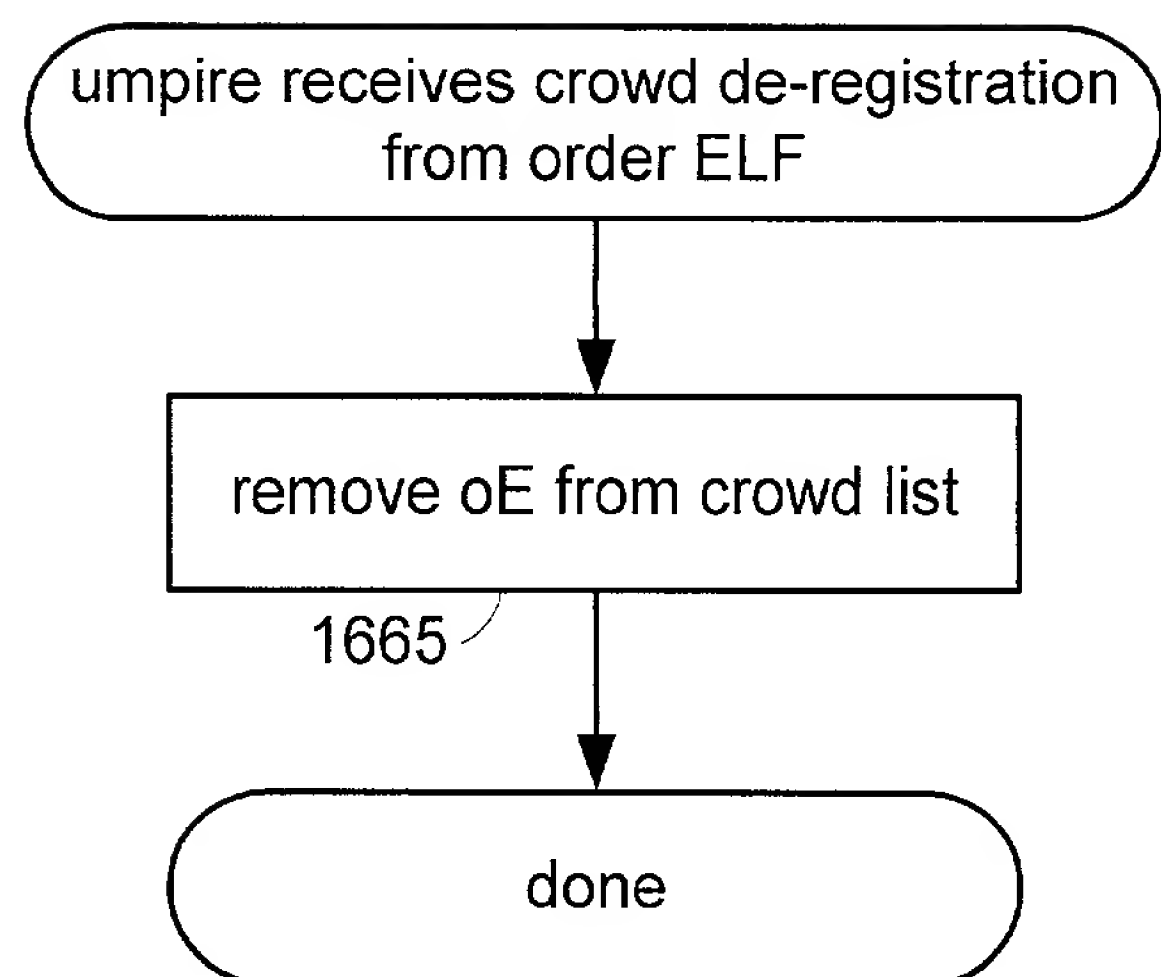 umpire receives crowd de-registration
from order ELF
remove oE from crowd list
1665
done